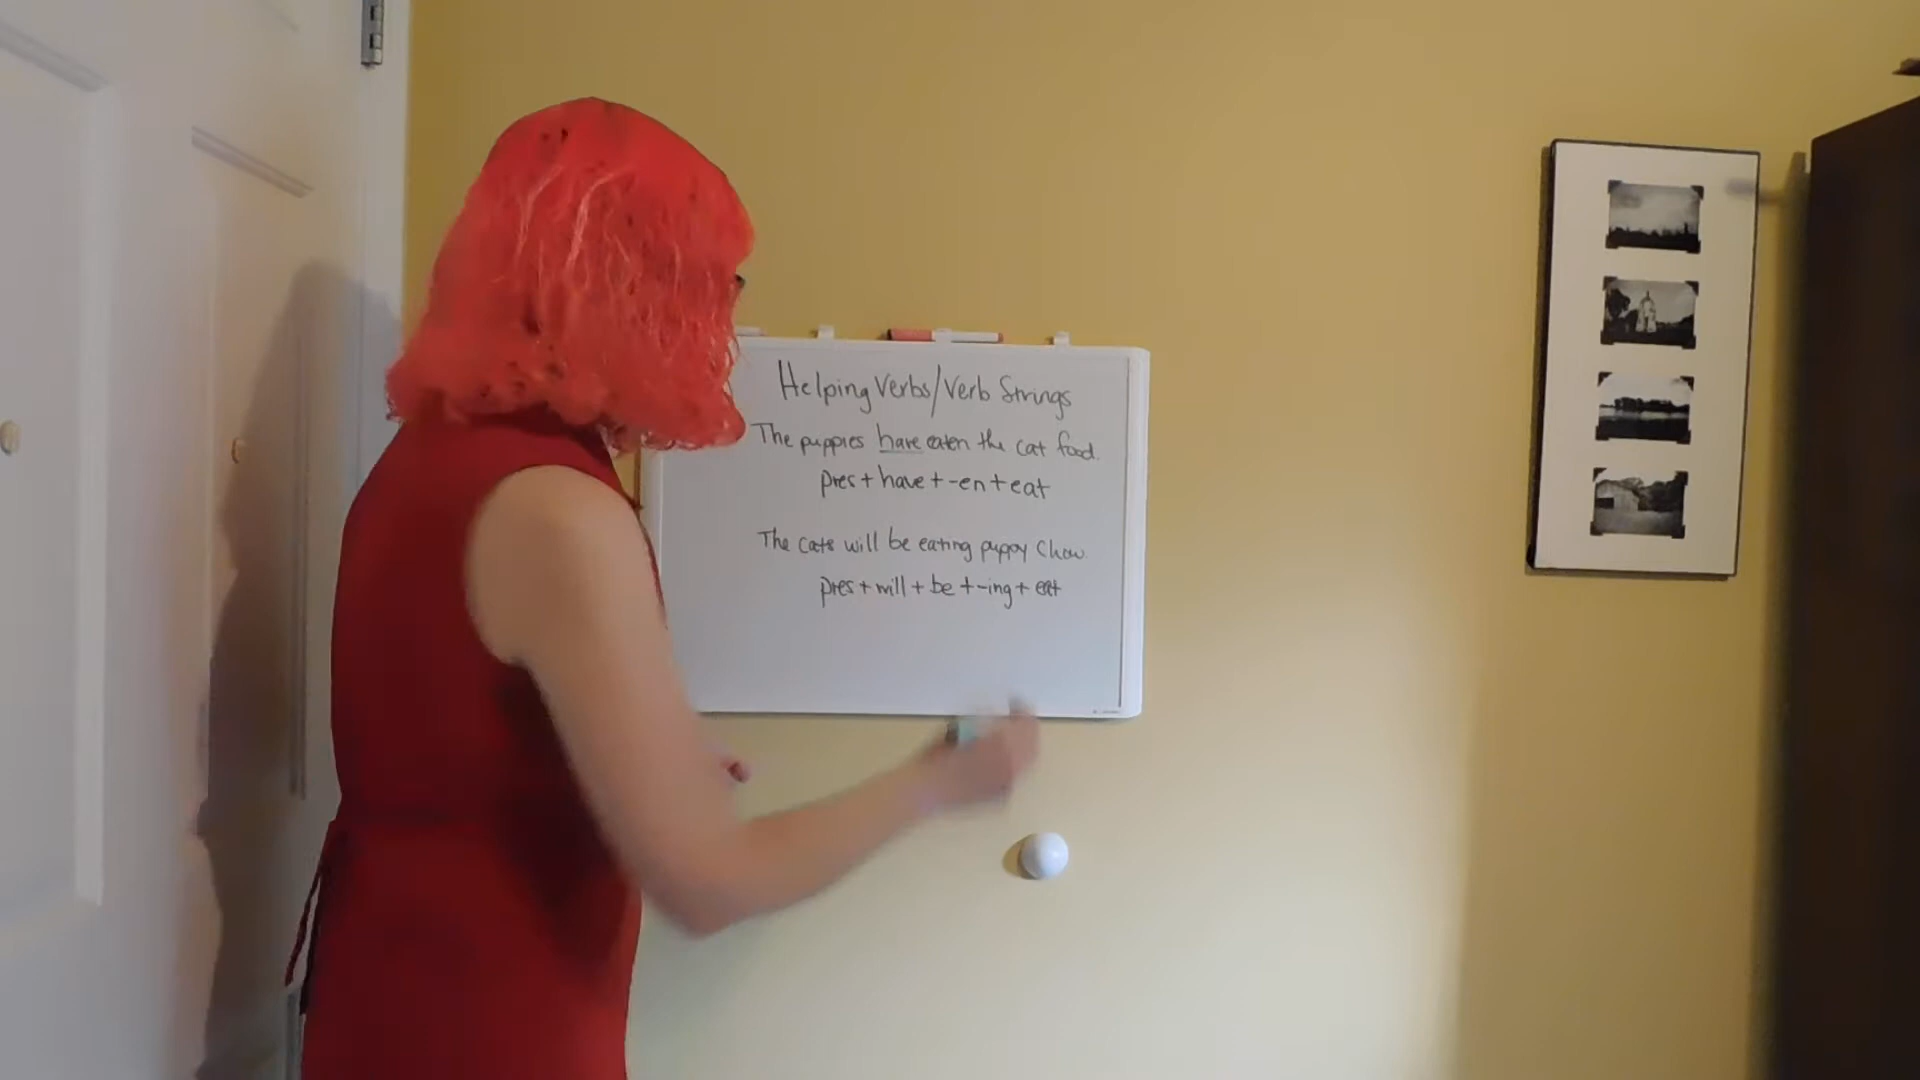 Helping Verbs/Verb Strings
The puppies have eaten the cat food.
pres + have + -en + eat
The cats will be eating puppy chow.
pres + will + be + -ing + eat